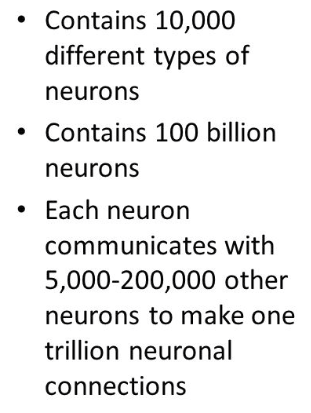 • Contains 10,000
different types of
neurons
• Contains 100 billion
neurons
• Each neuron
communicates with
5,000-200,000 other
neurons to make one
trillion neuronal
connections